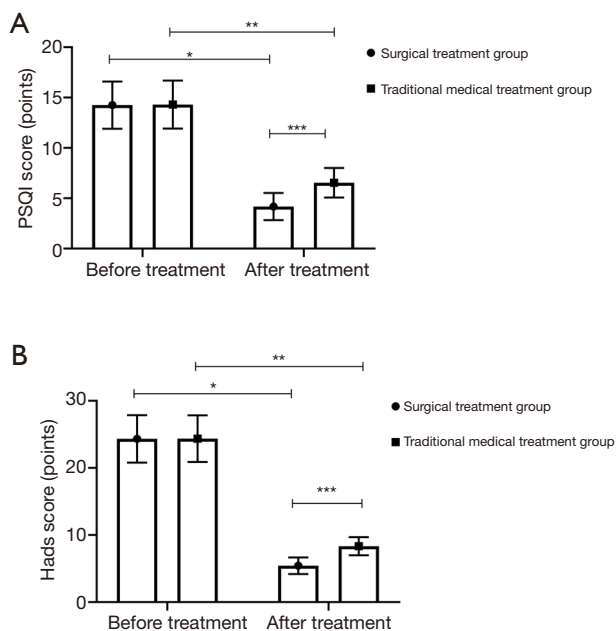 A
**
*
Surgical treatment group
Traditional medical treatment group
20
15
10
5
0
PSQI score (points)
***
Before treatment
After treatment
B
**
*
Surgical treatment group
Traditional medical treatment group
30
20
10
0
Hads score (points)
***
Before treatment
After treatment